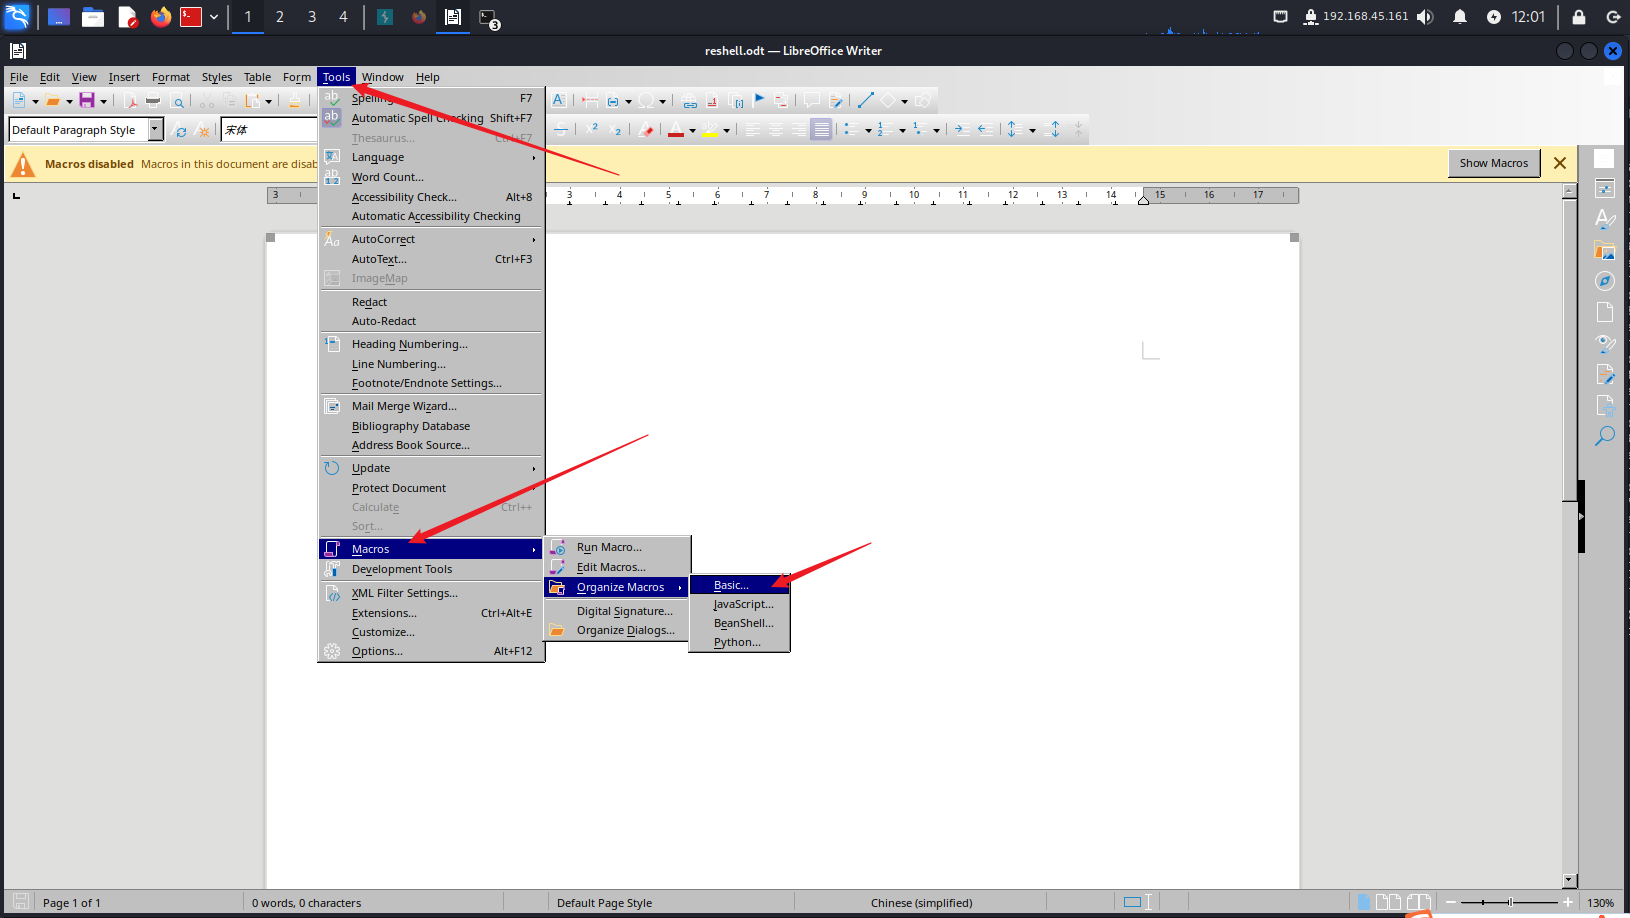 1 2 3 4
3
192.168.45.161
12:01
reshell.odt — LibreOffice Writer
File Edit View Insert Format Styles Table Form Tools Window Help
Default Paragraph Style
宋体
Macros disabled Macros in this document are disab
Show Macros
3 3 4 5 6 7 8 9 10 11 12 13 14 15 16 17
Spelling F7
Automatic Spell Checking Shift+F7
Thesaurus... Ctrl+F7
Language
Word Count...
Accessibility Check... Alt+8
Automatic Accessibility Checking
AutoCorrect
AutoText... Ctrl+F3
ImageMap
Redact
Auto-Redact
Heading Numbering...
Line Numbering...
Footnote/Endnote Settings...
Mail Merge Wizard...
Bibliography Database
Address Book Source...
Update
Protect Document
Calculate Ctrl++
Sort...
Macros
Development Tools
XML Filter Settings...
Extensions... Ctrl+Alt+E
Customize...
Options... Alt+F12
Run Macro...
Edit Macros...
Organize Macros
Digital Signature...
Organize Dialogs...
Basic...
JavaScript...
BeanShell...
Python...
Page 1 of 1
0 words, 0 characters
Default Page Style
Chinese (simplified)
130%